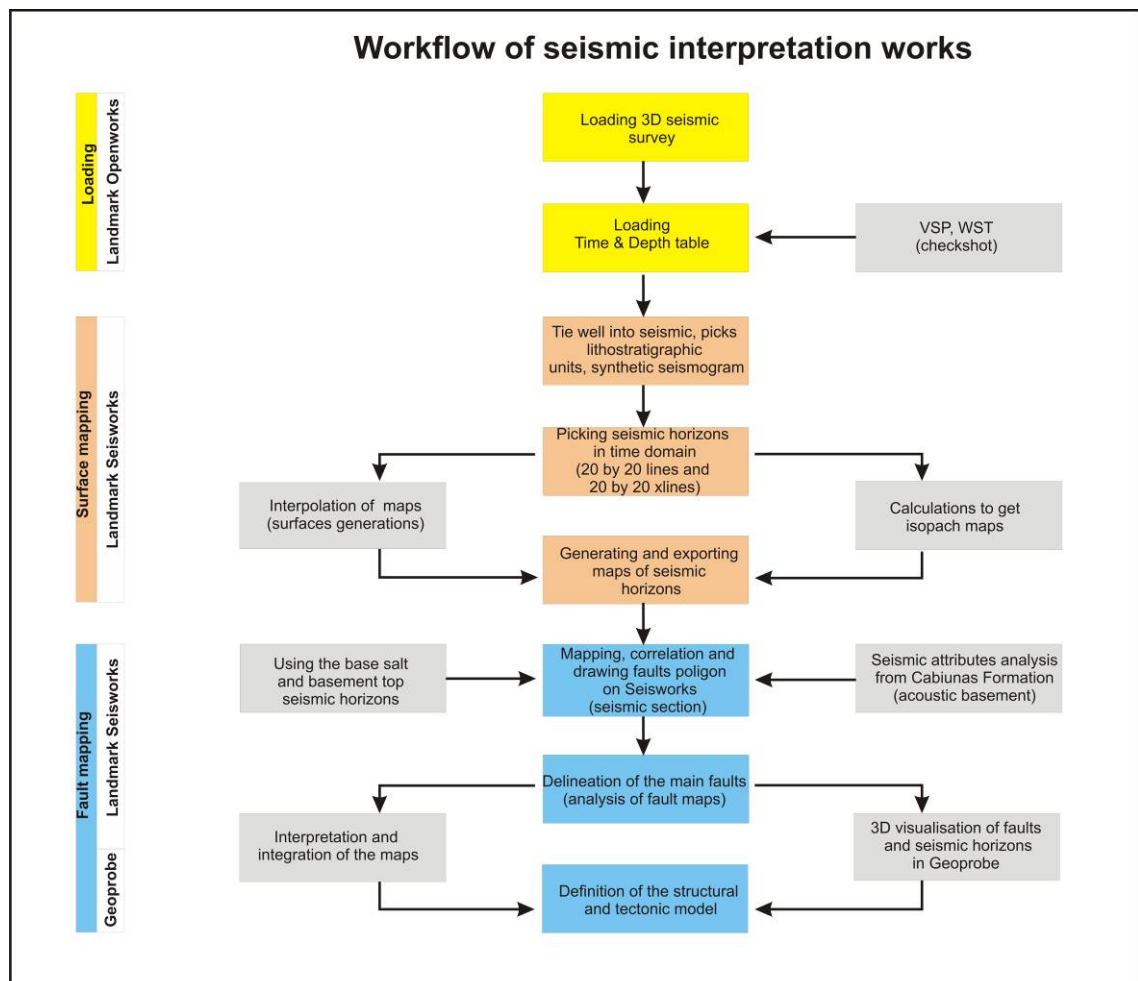 Workflow of seismic interpretation works
Loading
Landmark Openworks
Loading 3D seismic
survey
Loading
Time & Depth table
VSP, WST
(checkshot)
Surface mapping
Landmark Seisworks
Tie well into seismic, picks
lithostratigraphic
units, synthetic seismogram
Picking seismic horizons
in time domain
(20 by 20 lines and
20 by 20 xlines)
Interpolation of maps
(surfaces generations)
Calculations to get
isopach maps
Generating and exporting
maps of seismic
horizons
Fault mapping
Landmark Seisworks
Geoprobe
Using the base salt
and basement top
seismic horizons
Mapping, correlation and
drawing faults poligon
on Seisworks
(seismic section)
Seismic attributes analysis
from Cabiunas Formation
(acoustic basement)
Delineation of the main faults
(analysis of fault maps)
Interpretation and
integration of the maps
3D visualisation of faults
and seismic horizons
in Geoprobe
Definition of the structural
and tectonic model